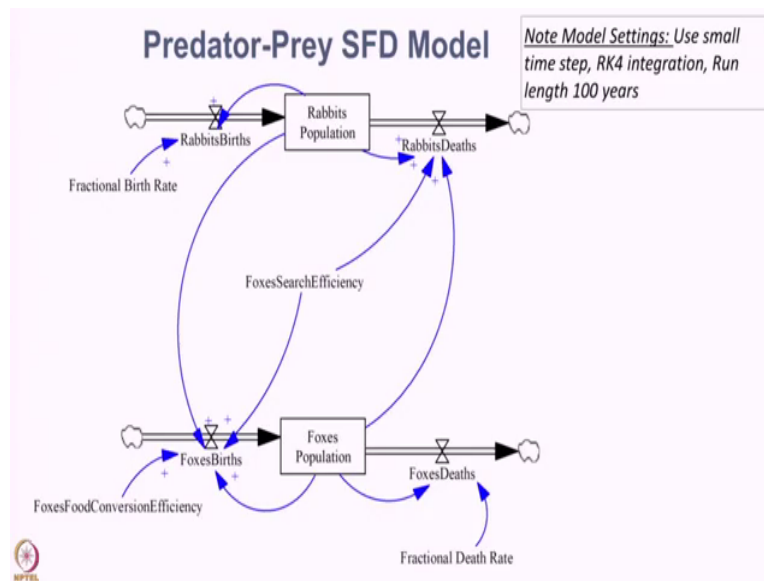 Predator-Prey SFD Model
Note Model Settings: Use small
time step, RK4 integration, Run
length 100 years
Rabbits
Population
RabbitsBirths
RabbitsDeaths
Fractional Birth Rate
FoxesSearchEfficiency
Foxes
Population
FoxesBirths
FoxesDeaths
FoxesFoodConversionEfficiency
Fractional Death Rate
NPTEL